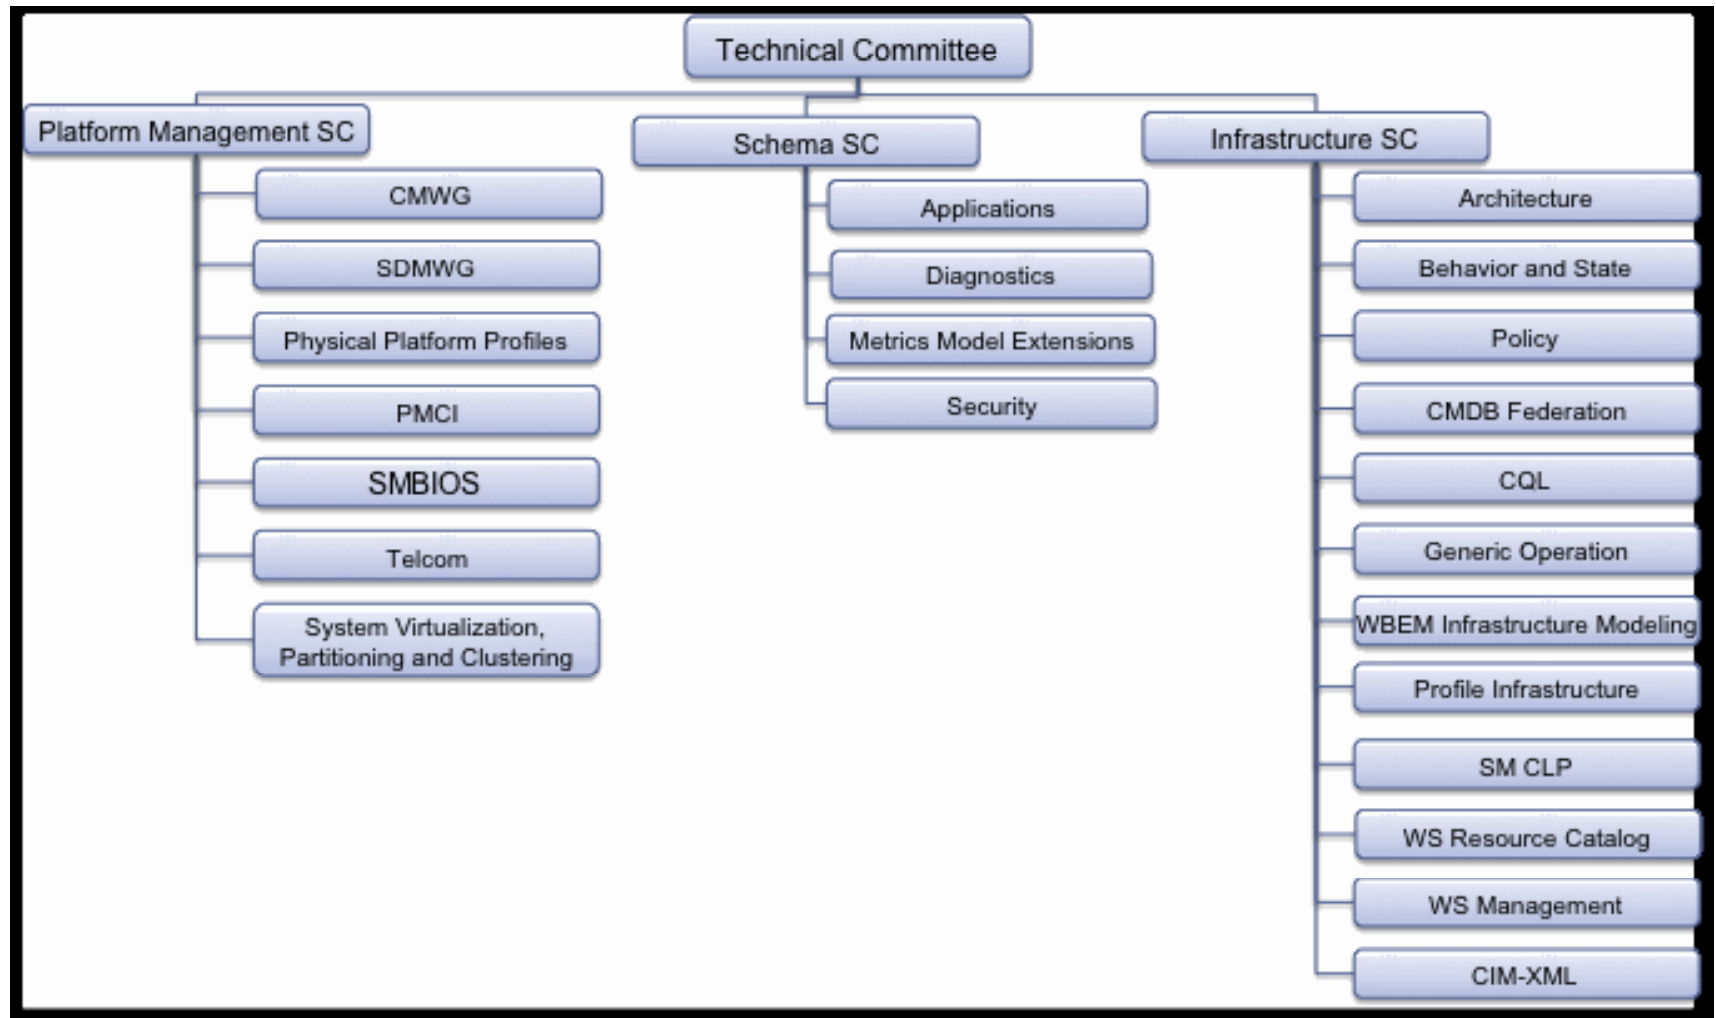 Technical Committee
Platform Management SC
CMWG
SDMWG
Physical Platform Profiles
PMCI
SMBIOS
Telcom
System Virtualization,
Partitioning and Clustering
Schema SC
Applications
Diagnostics
Metrics Model Extensions
Security
Infrastructure SC
Architecture
Behavior and State
Policy
CMDB Federation
CQL
Generic Operation
WBEM Infrastructure Modeling
Profile Infrastructure
SM CLP
WS Resource Catalog
WS Management
CIM-XML